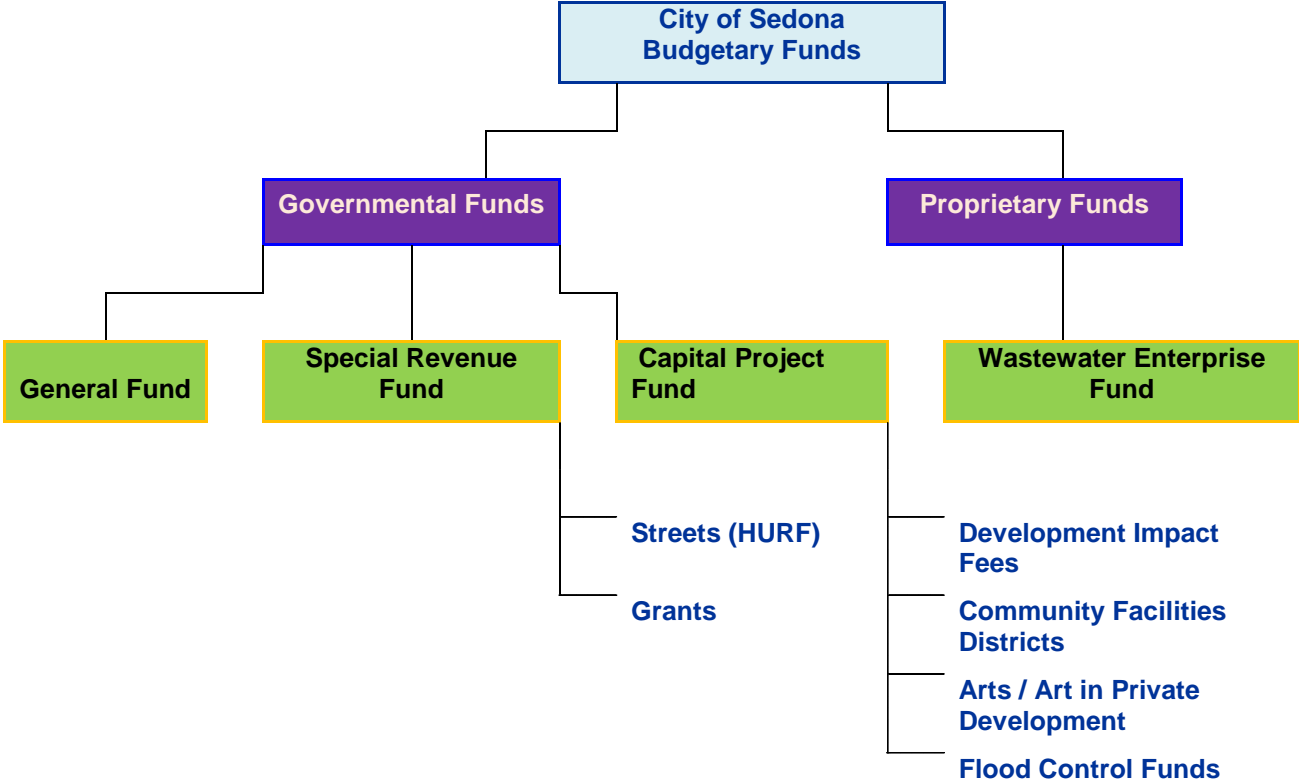 City of Sedona
Budgetary Funds
Governmental Funds
Proprietary Funds
General Fund
Special Revenue
Fund
Capital Project
Fund
Wastewater Enterprise
Fund
Streets (HURF)
Grants
Development Impact
Fees
Community Facilities
Districts
Arts / Art in Private
Development
Flood Control Funds